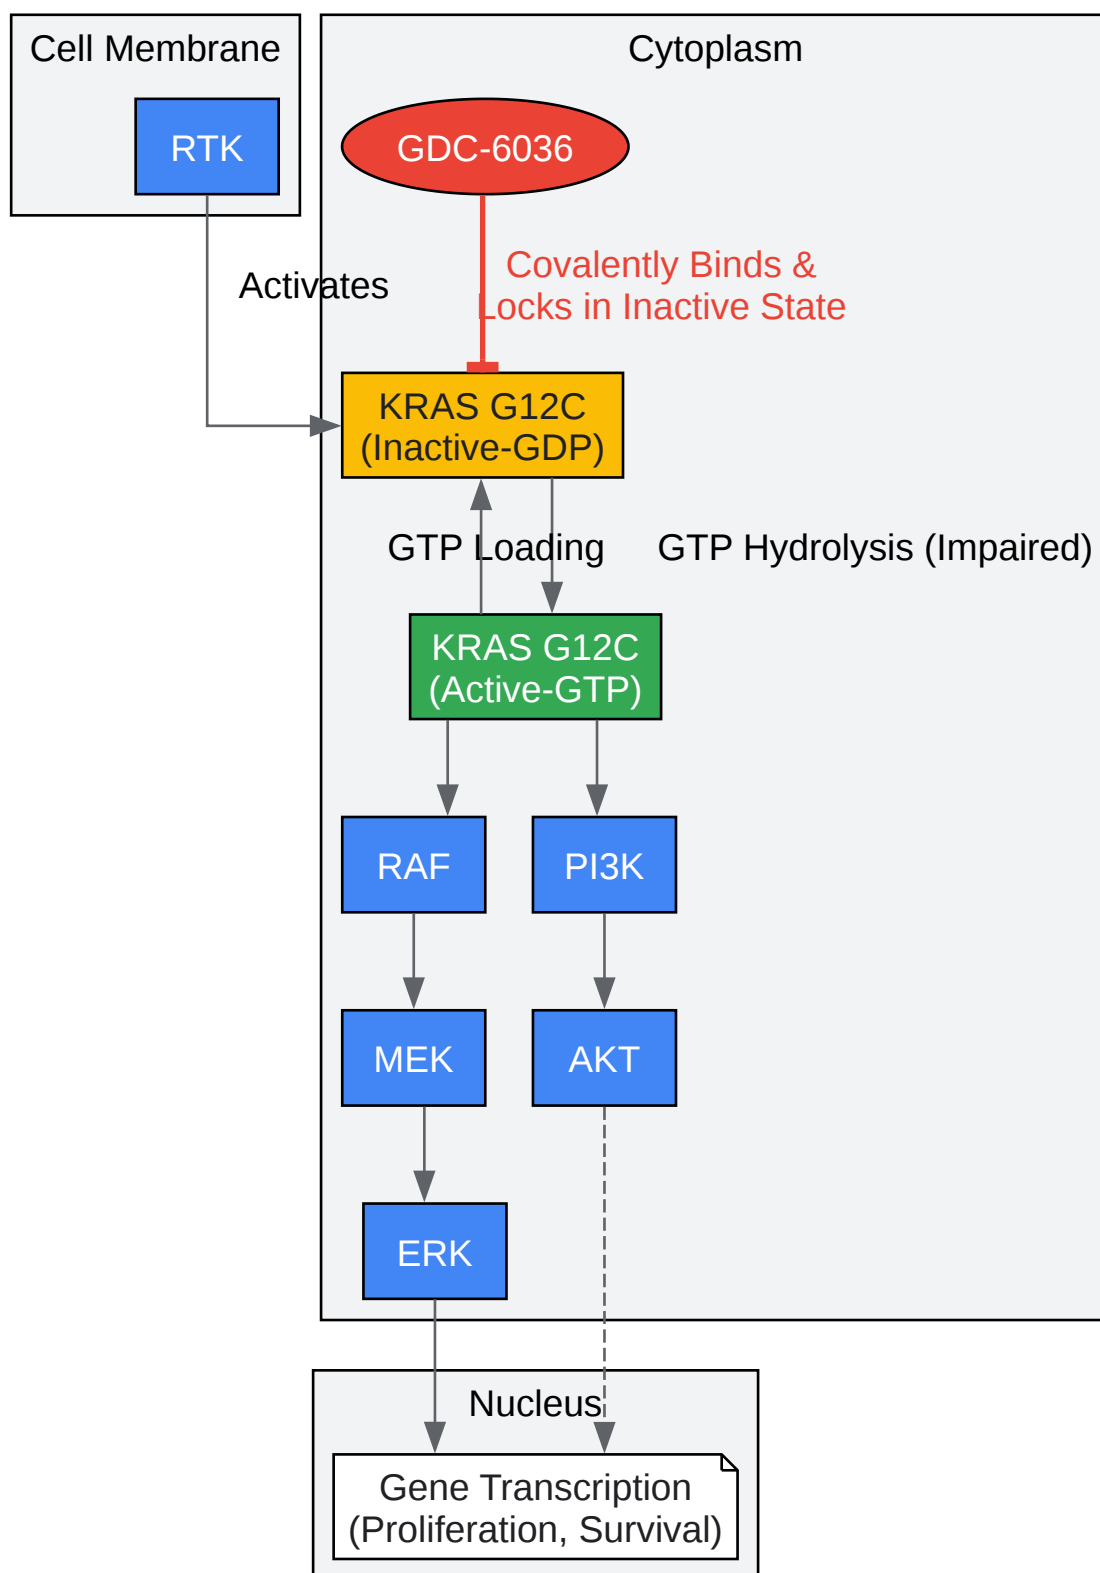 Cell Membrane
Cytoplasm
RTK
GDC-6036
Activates
Covalently Binds &
Locks in Inactive State
KRAS G12C
(Inactive-GDP)
GTP Loading
GTP Hydrolysis (Impaired)
KRAS G12C
(Active-GTP)
RAF
PI3K
MEK
AKT
ERK
Nucleus
Gene Transcription
(Proliferation, Survival)